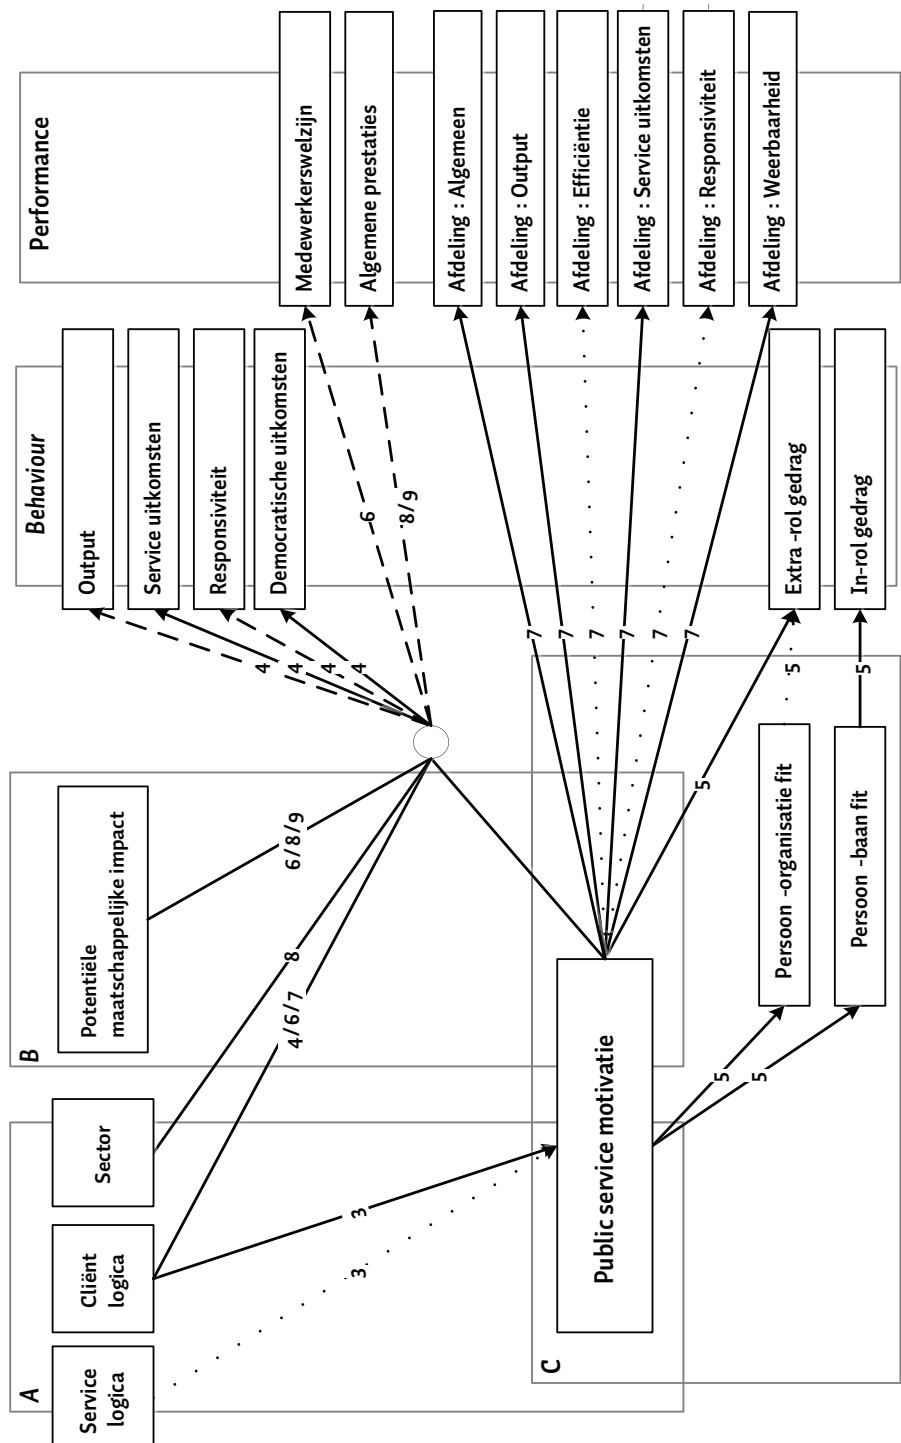 A
Service
logica
Cliënt
logica
Sector
B
Potentiële
maatschappelijke impact
C
Public service motivatie
Persoon -organisatie fit
Persoon -baan fit
3
3
8
4/6/7
6/8/9
5
5
5
5
5
4
4
4
4
6
8/9
7
7
7
7
7
7
Behaviour
Output
Service uitkomsten
Responsiviteit
Democratische uitkomsten
Extra -rol gedrag
In-rol gedrag
Performance
Medewerkerswelzijn
Algemene prestaties
Afdeling : Algemeen
Afdeling : Output
Afdeling : Efficiëntie
Afdeling : Service uitkomsten
Afdeling : Responsiviteit
Afdeling : Weerbaarheid